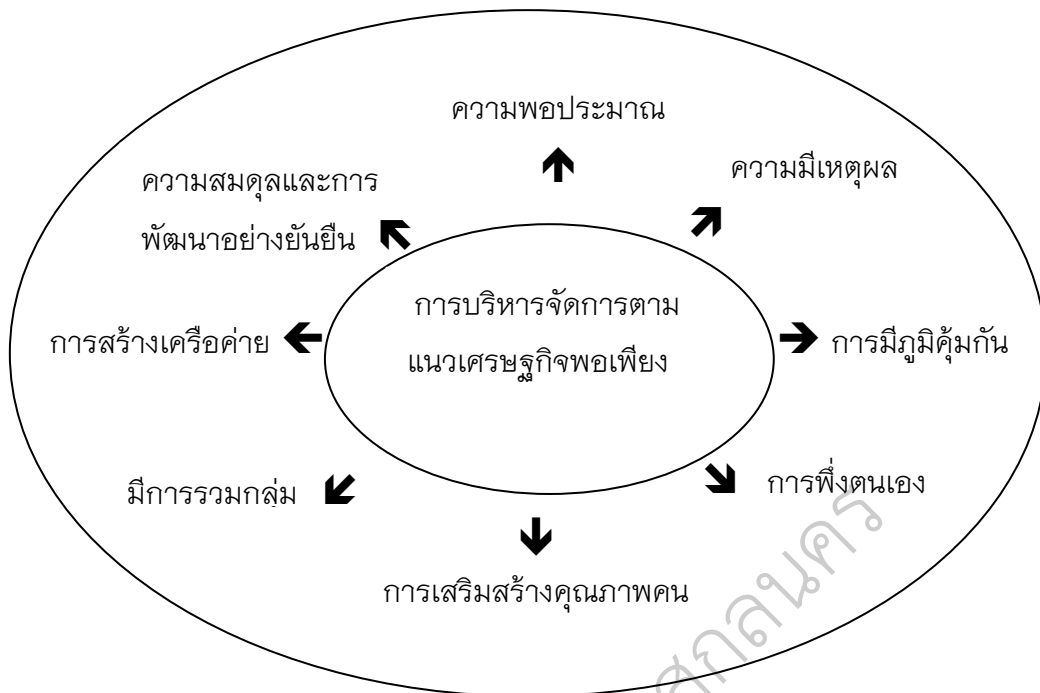 ความพอประมาณ
ความมีเหตุผล
ความสมดุลและการ
พัฒนาอย่างยันยืน
การบริหารจัดการตาม
แนวเศรษฐกิจพอเพียง
การสร้างเครือค่าย
การมีภูมิคุ้มกัน
มีการรวมกลุ่ม
การพึ่งตนเอง
การเสริมสร้างคุณภาพคน
สกลนคร